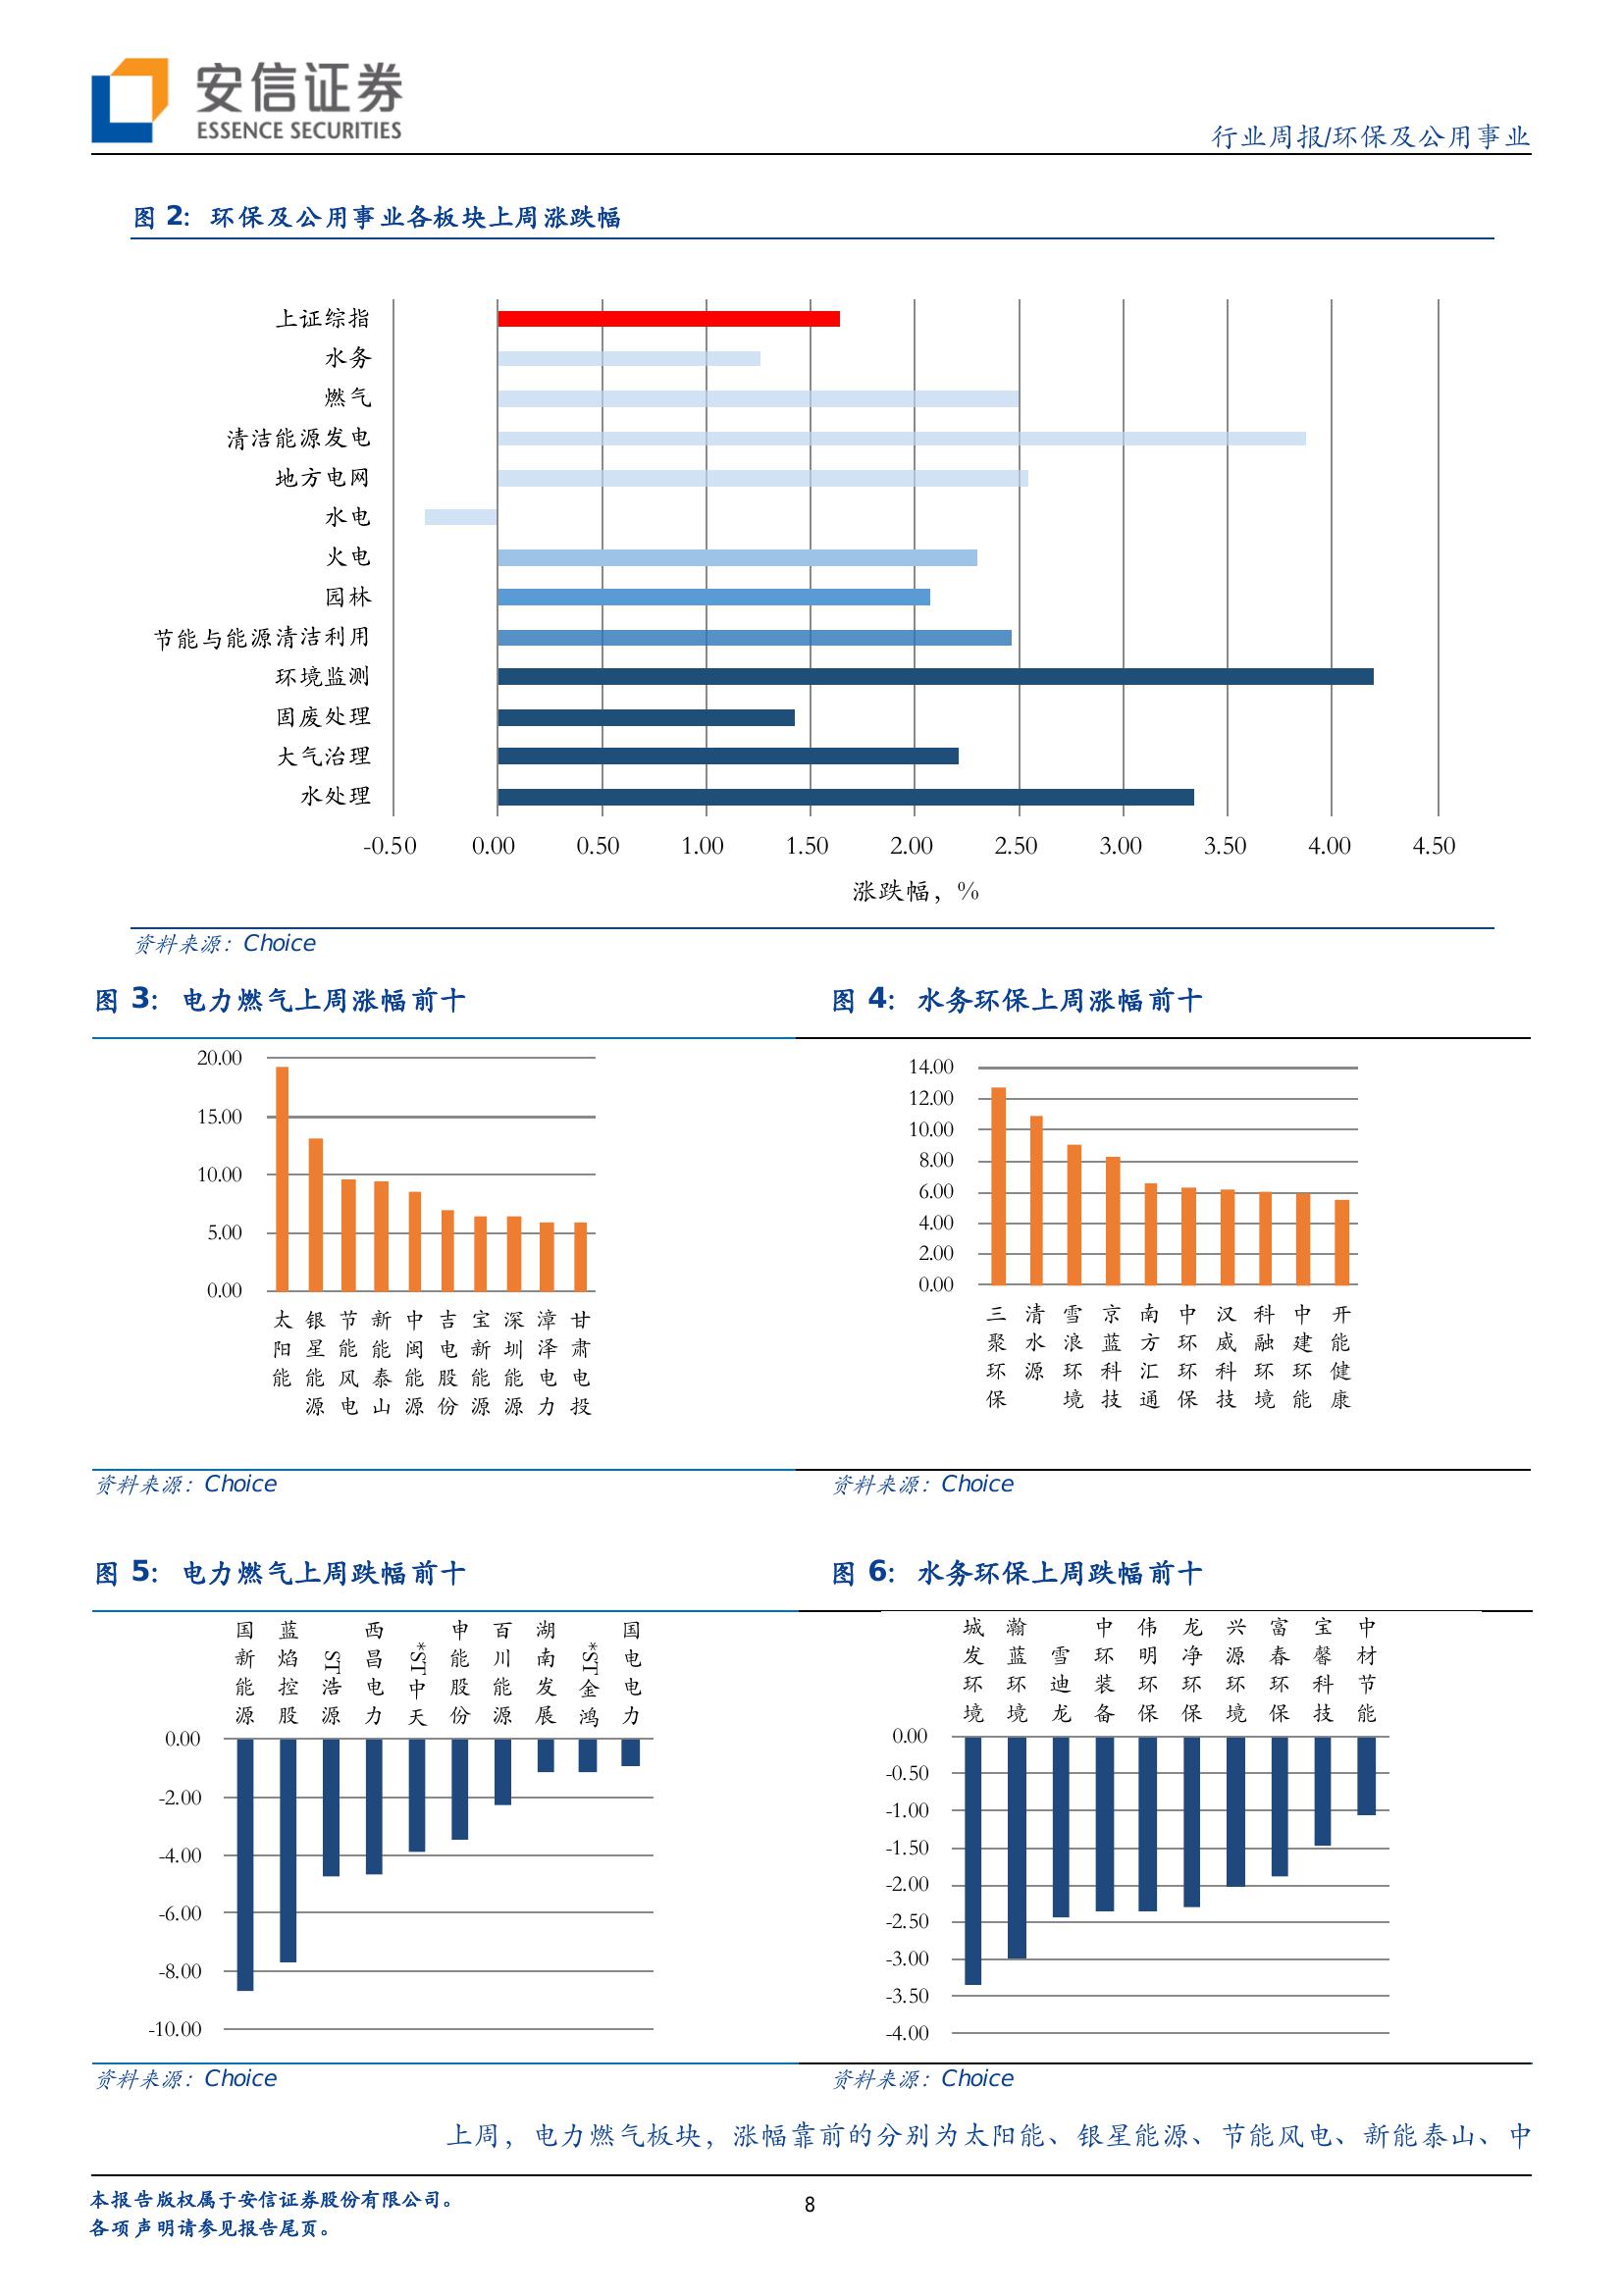 安信证券
ESSENCE SECURITIES
行业周报/环保及公用事业
图 2：环保及公用事业各板块上周涨跌幅
上证综指
水务
燃气
清洁能源发电
地方电网
水电
火电
园林
节能与能源清洁利用
环境监测
固废处理
大气治理
水处理
-0.50 0.00 0.50 1.00 1.50 2.00 2.50 3.00 3.50 4.00 4.50
涨跌幅，%
资料来源：Choice
图 3：电力燃气上周涨幅前十
20.00
15.00
10.00
5.00
0.00
太阳能
银星能源
节能风电
新能泰山
中闽能源
吉电股份
宝新能源
深圳能源
漳泽电力
甘肃电投
资料来源：Choice
图 4：水务环保上周涨幅前十
14.00
12.00
10.00
8.00
6.00
4.00
2.00
0.00
三聚环保
清水源
雪浪环境
京蓝科技
南方汇通
中环环保
汉威科技
科融环境
中建环能
开能健康
资料来源：Choice
图 5：电力燃气上周跌幅前十
国新能源
蓝焰控股
ST浩源
西昌电力
*ST中天
申能股份
百川能源
湖南发展
*ST金鸿
国电电力
0.00
-2.00
-4.00
-6.00
-8.00
-10.00
资料来源：Choice
图 6：水务环保上周跌幅前十
城发环境
瀚蓝环境
雪迪龙
中环装备
伟明环保
龙净环保
兴源环境
富春环保
宝馨科技
中材节能
0.00
-0.50
-1.00
-1.50
-2.00
-2.50
-3.00
-3.50
-4.00
资料来源：Choice
上周，电力燃气板块，涨幅靠前的分别为太阳能、银星能源、节能风电、新能泰山、中
本报告版权属于安信证券股份有限公司。
各项声明请参见报告尾页。
8